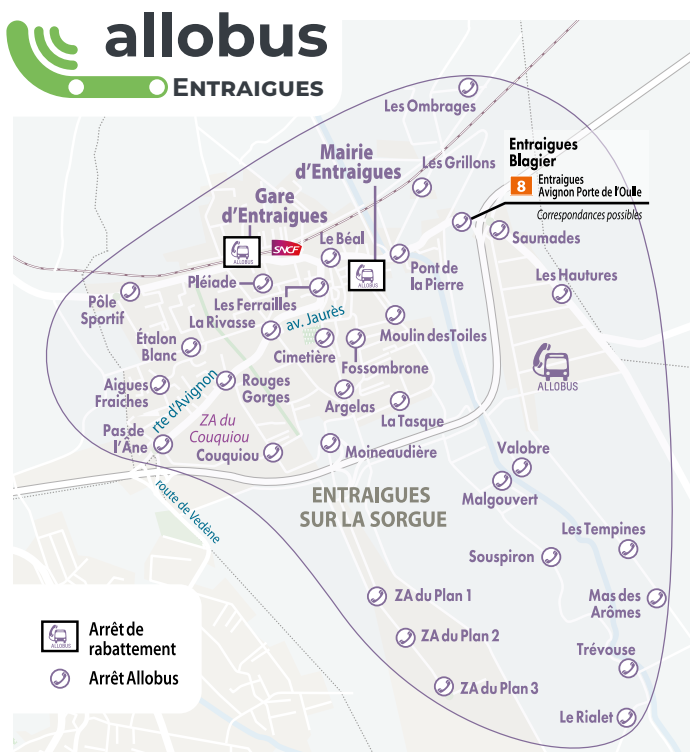 allobus
ENTRAIGUES
Les Ombrages
Mairie
d'Entraigues
Les Grillons
Entraigues
Blagier
8 Entraigues
Avignon Porte de l'Oulle
Correspondances possibles
Gare
d'Entraigues
ALLOBUS
SNCF
Le Béal
ALLOBUS
Pont de
la Pierre
Saumades
Les Hautures
Pléiade
Les Ferrailles
Pôle
Sportif
La Rivasse
av. Jaurès
Moulin desToiles
Étalon
Blanc
Cimetière
Fossombrone
ALLOBUS
Aigues
Fraiches
rte d'Avignon
Rouges
Gorges
Argelas
La Tasque
ZA du
Couquiou
Pas de
l'Âne
Couquiou
Moineaudière
Valobre
Malgouvert
route de Vedène
ENTRAIGUES
SUR LA SORGUE
Les Tempines
Souspiron
ZA du Plan 1
Mas des
Arômes
ZA du Plan 2
Trévouse
ZA du Plan 3
Le Rialet
ALLOBUS
Arrêt de
rabattement
Arrêt Allobus